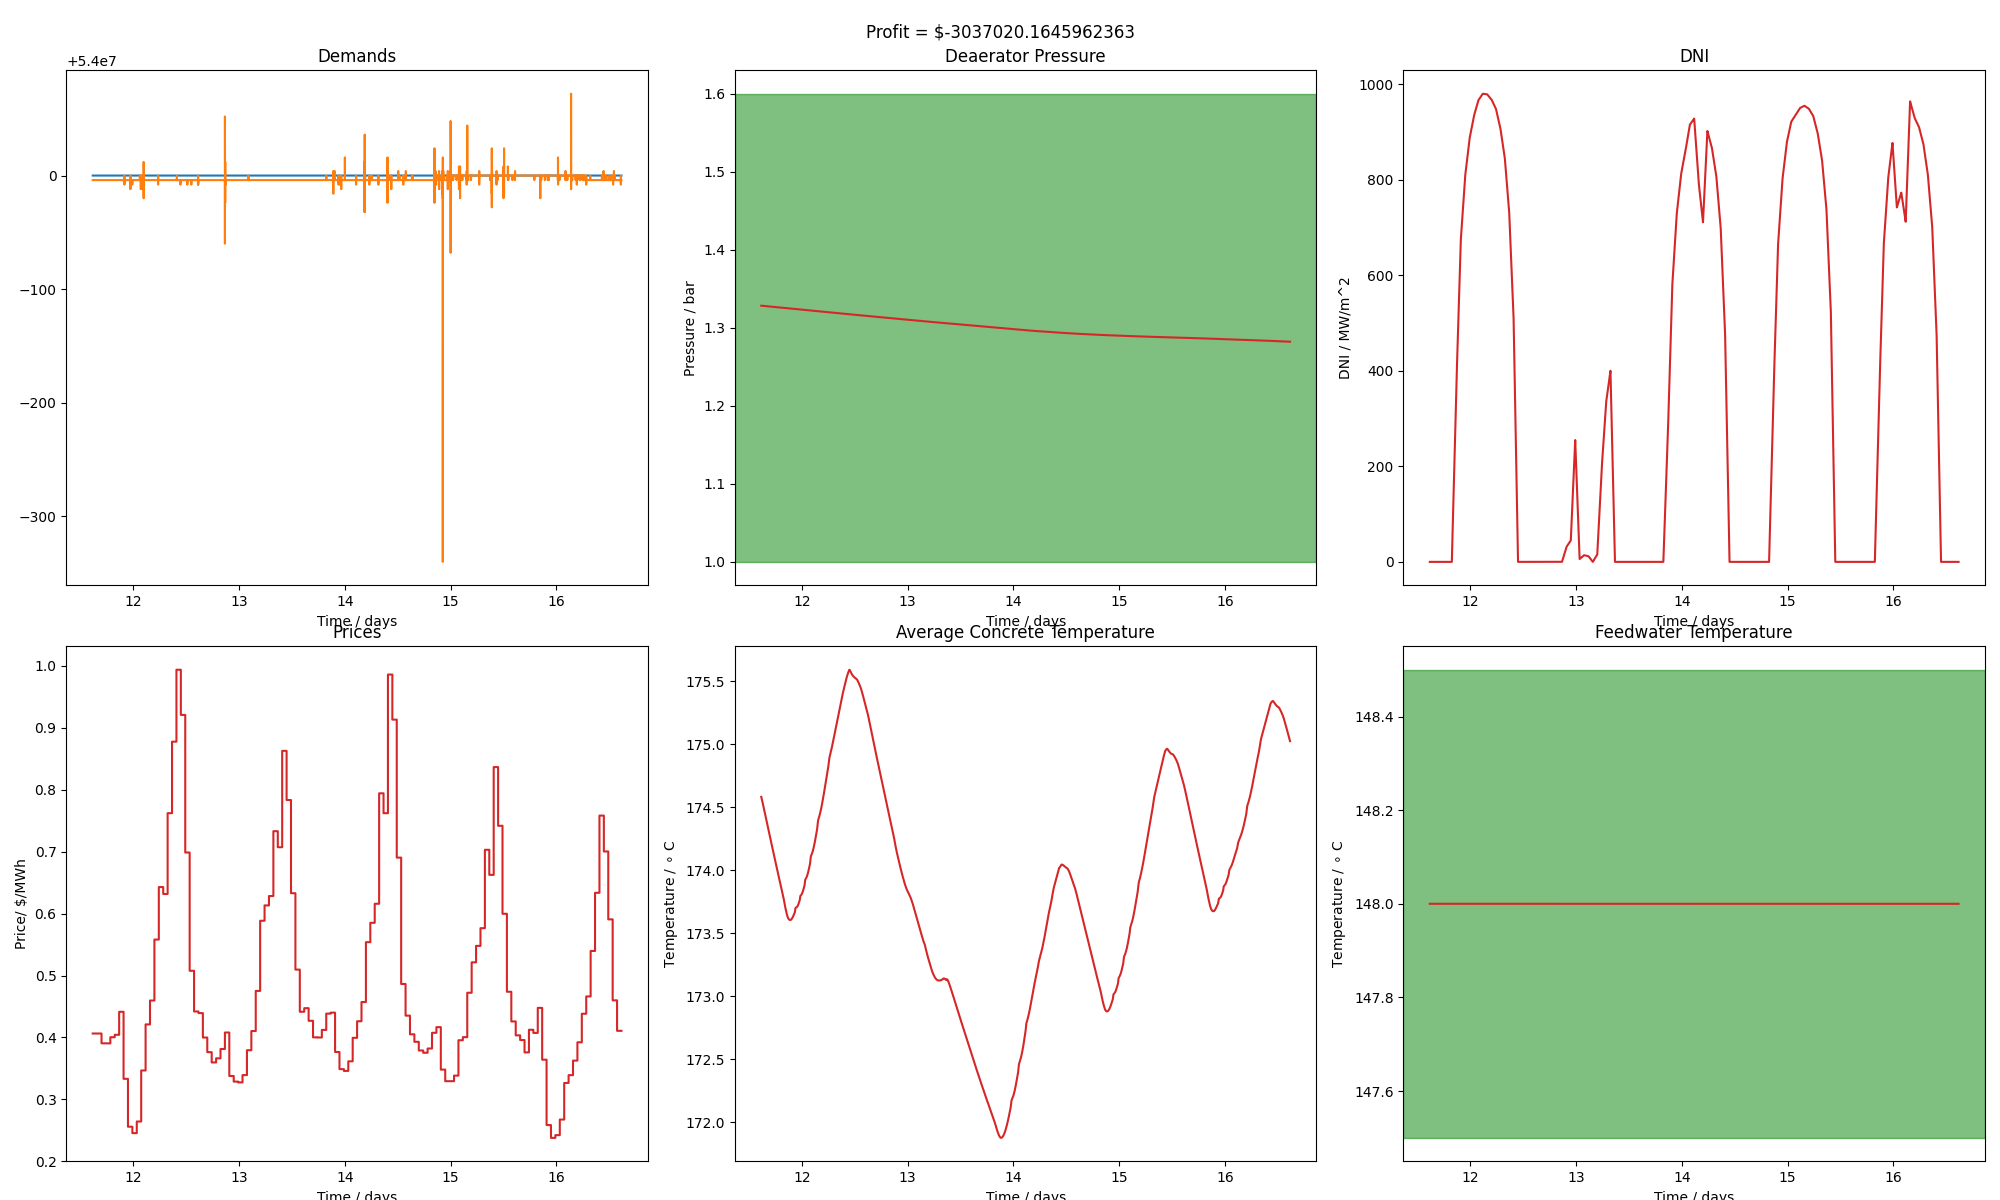 Profit = $-3037020.1645962363
Demands
+5.4e7
0
−100
−200
−300
12 13 14 15 16
Time / days
Deaerator Pressure
Pressure / bar
1.6
1.5
1.4
1.3
1.2
1.1
1.0
12 13 14 15 16
Time / days
DNI
DNI / MW/m^2
1000
800
600
400
200
0
12 13 14 15 16
Time / days
Prices
Price/ $/MWh
1.0
0.9
0.8
0.7
0.6
0.5
0.4
0.3
0.2
12 13 14 15 16
Time / days
Average Concrete Temperature
Temperature / ∘ C
175.5
175.0
174.5
174.0
173.5
173.0
172.5
172.0
12 13 14 15 16
Time / days
Feedwater Temperature
Temperature / ∘ C
148.4
148.2
148.0
147.8
147.6
12 13 14 15 16
Time / days